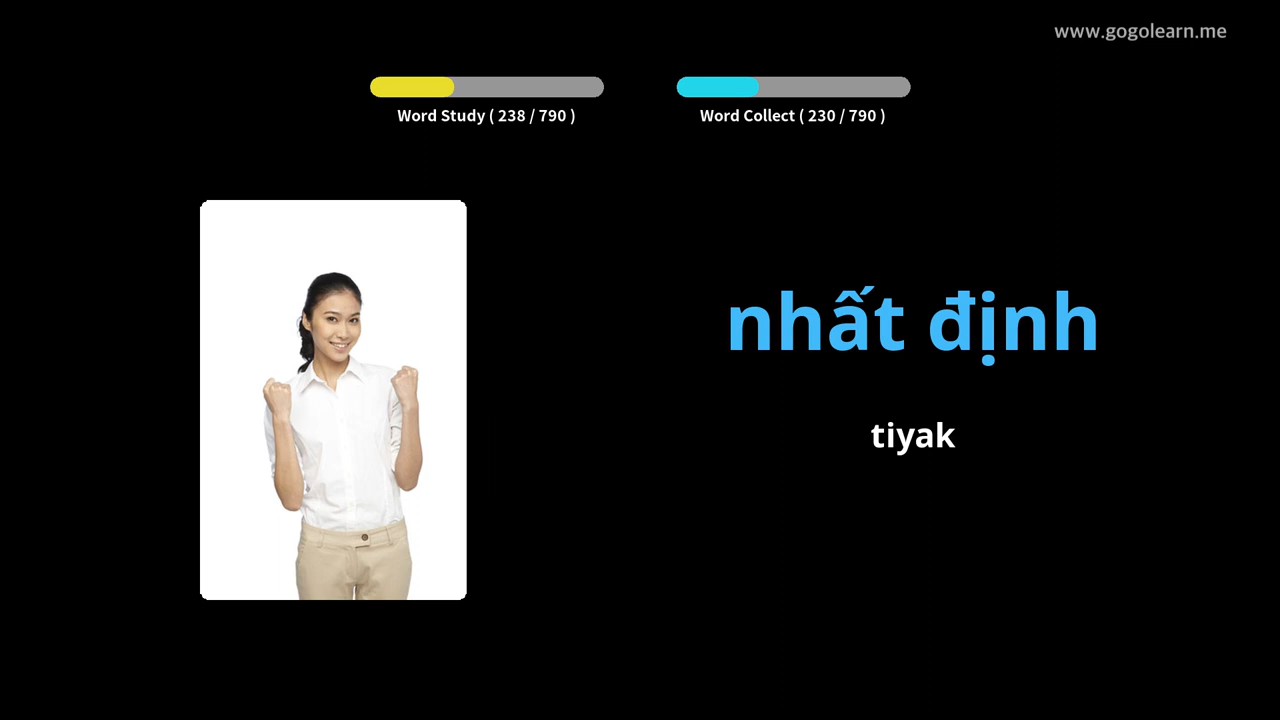 www.gogolearn.me
Word Study ( 238 / 790 )
Word Collect ( 230 / 790 )
nhất định
tiyak